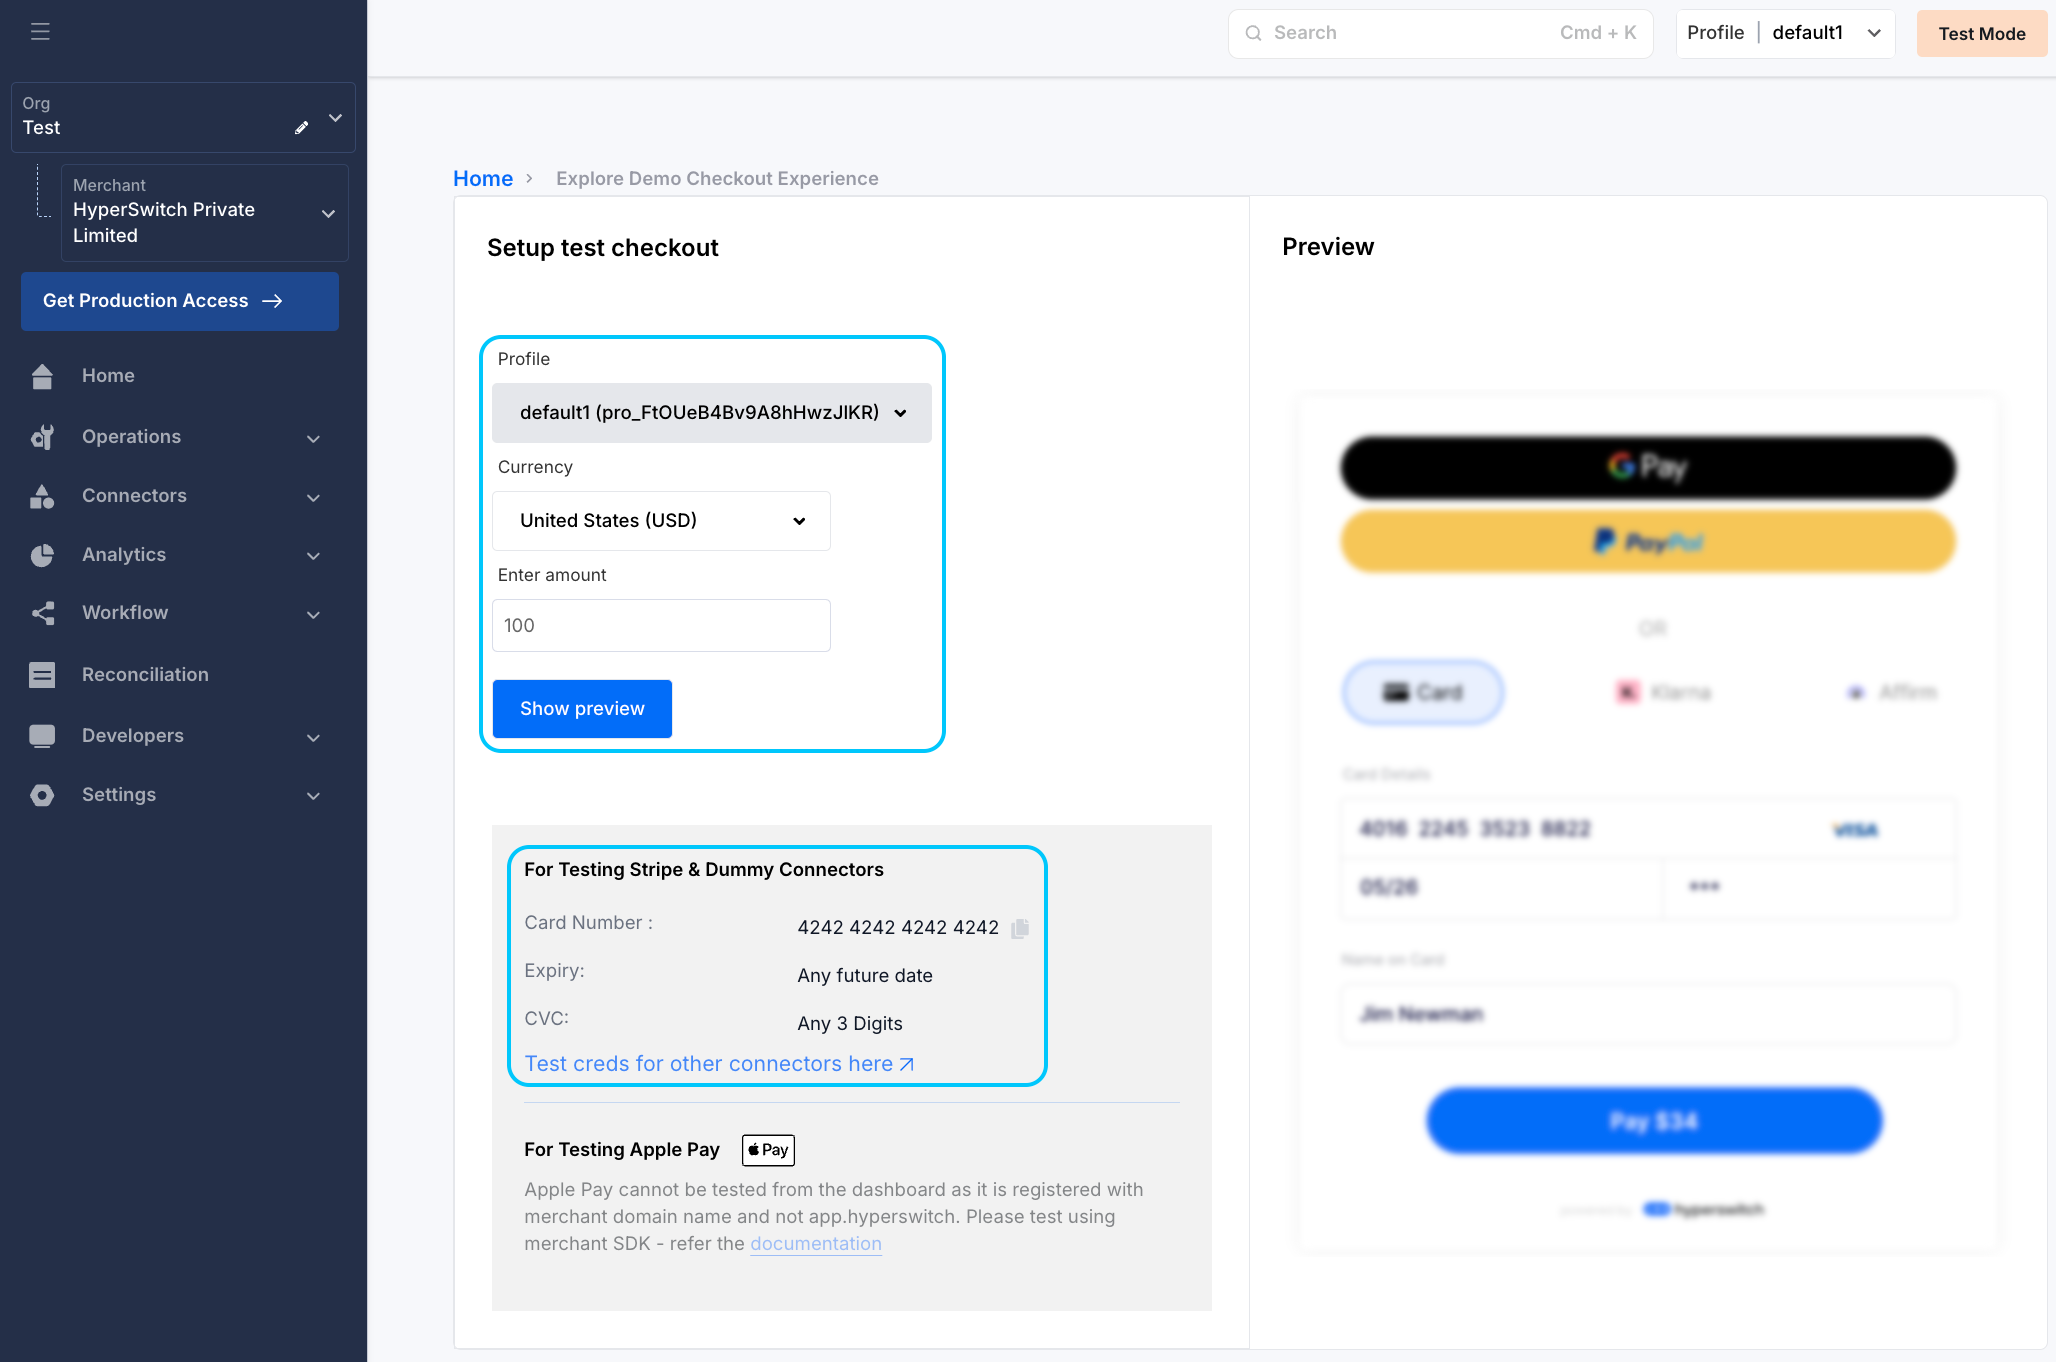 Org
Test
Merchant
HyperSwitch Private
Limited
Get Production Access
Home
Operations
Connectors
Analytics
Workflow
Reconciliation
Developers
Settings
Search
Cmd + K
Profile
default1
Test Mode
Home
Explore Demo Checkout Experience
Setup test checkout
Profile
default1 (pro_FtOUeB4Bv9A8hHwzJIKR)
Currency
United States (USD)
Enter amount
100
Show preview
For Testing Stripe & Dummy Connectors
Card Number :
4242 4242 4242 4242
Expiry:
Any future date
CVC:
Any 3 Digits
Test creds for other connectors here
For Testing Apple Pay
Pay
Apple Pay cannot be tested from the dashboard as it is registered with
merchant domain name and not app.hyperswitch. Please test using
merchant SDK - refer the documentation
Preview
G Pay
PayPal
OR
Card
Klarna
Affirm
Card Details
4016 2245 3523 8822
VISA
05/26
***
Name on Card
Jim Newman
Pay $34
powered by hyperswitch